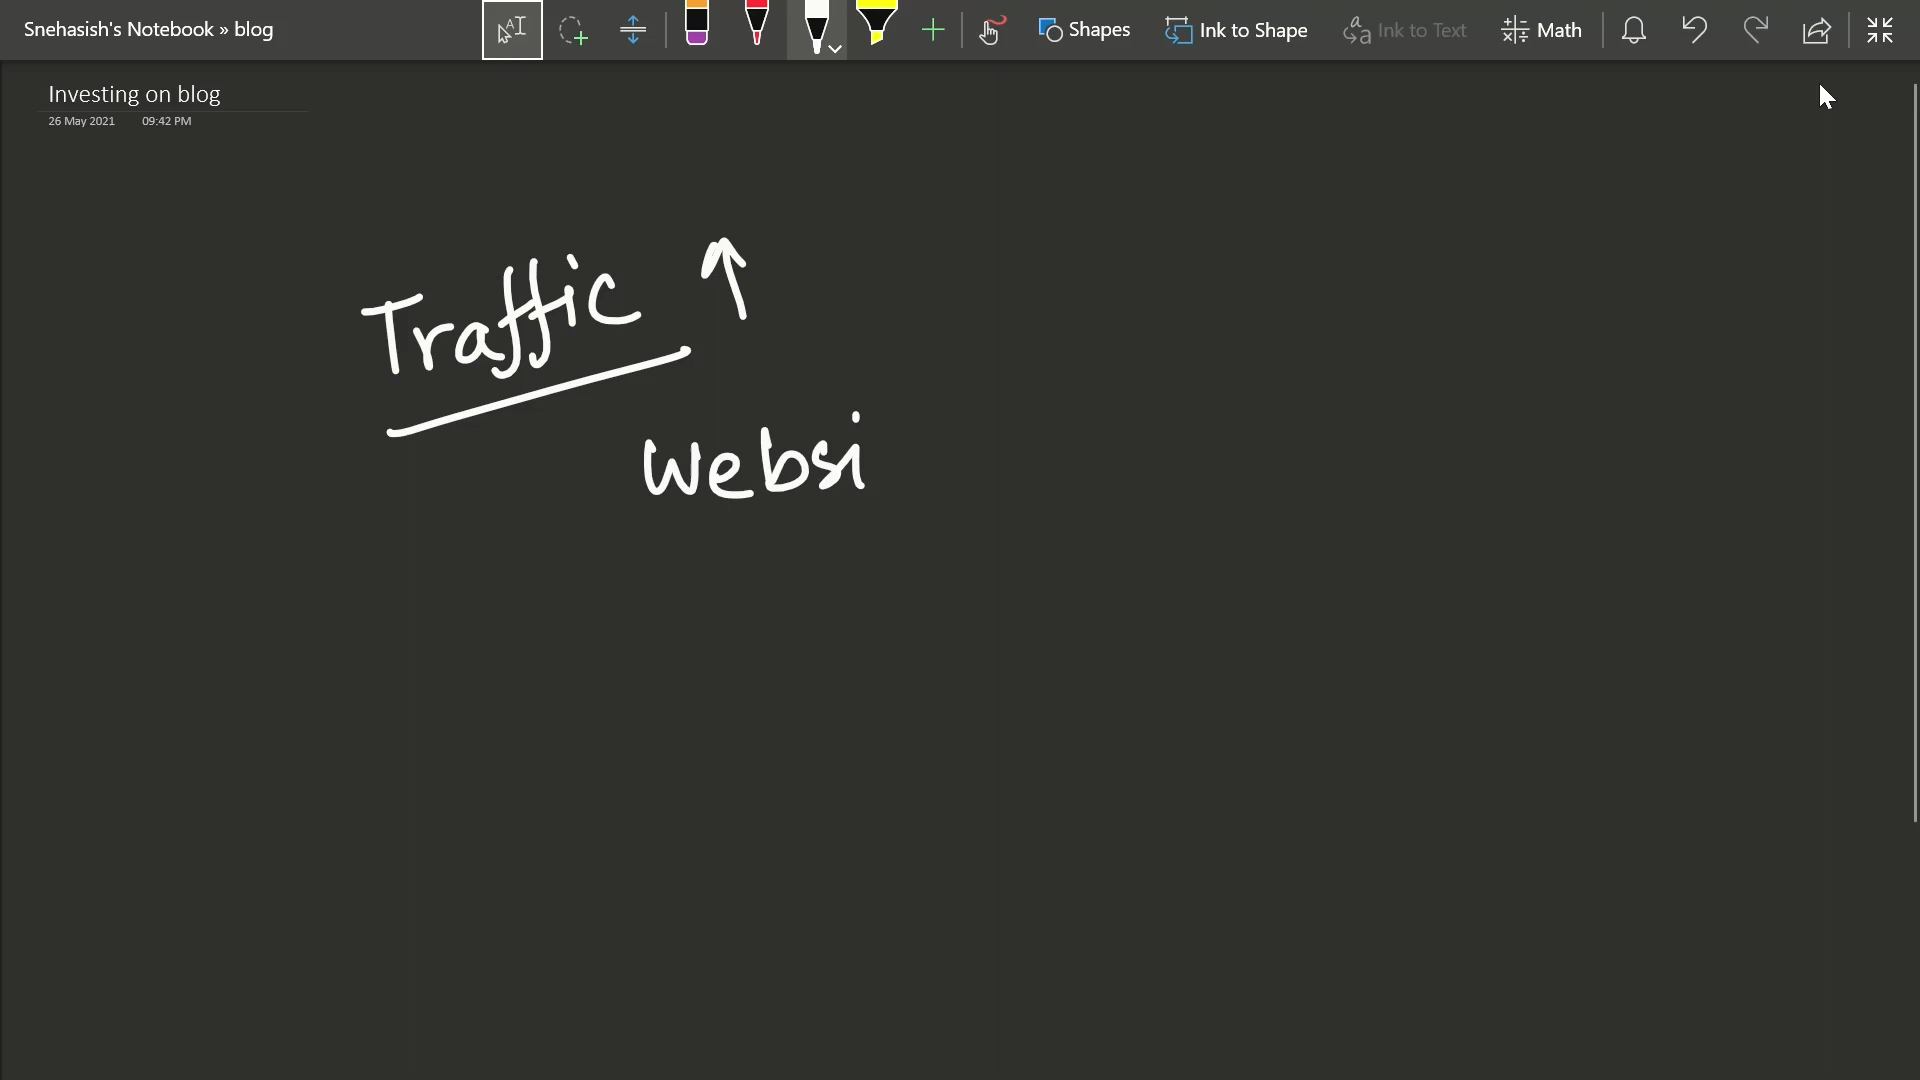 Snehasish's Notebook » blog
Shapes
Ink to Shape
Ink to Text
Math
Investing on blog
26 May 2021 09:42 PM
Traffic ↑
Websi